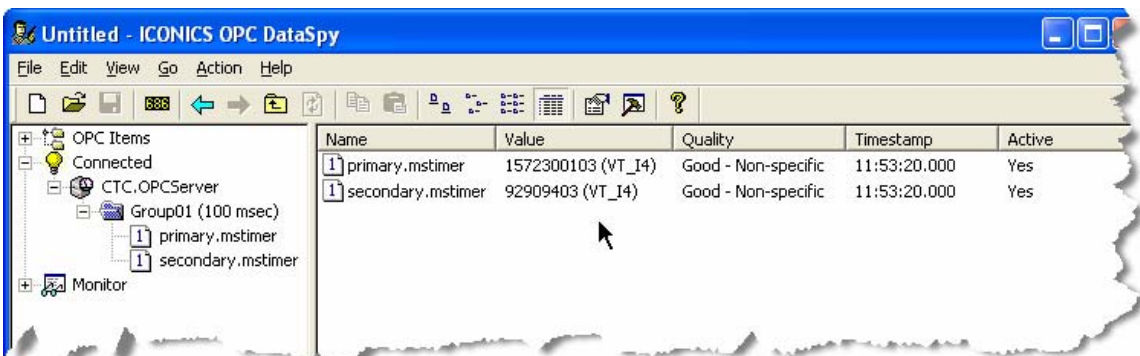 Untitled - ICONICS OPC DataSpy
File Edit View Go Action Help
686
OPC Items
Connected
CTC.OPCServer
Group01 (100 msec)
primary.mstimer
secondary.mstimer
Monitor
Name Value Quality Timestamp Active
primary.mstimer 1572300103 (VT_I4) Good - Non-specific 11:53:20.000 Yes
secondary.mstimer 92909403 (VT_I4) Good - Non-specific 11:53:20.000 Yes